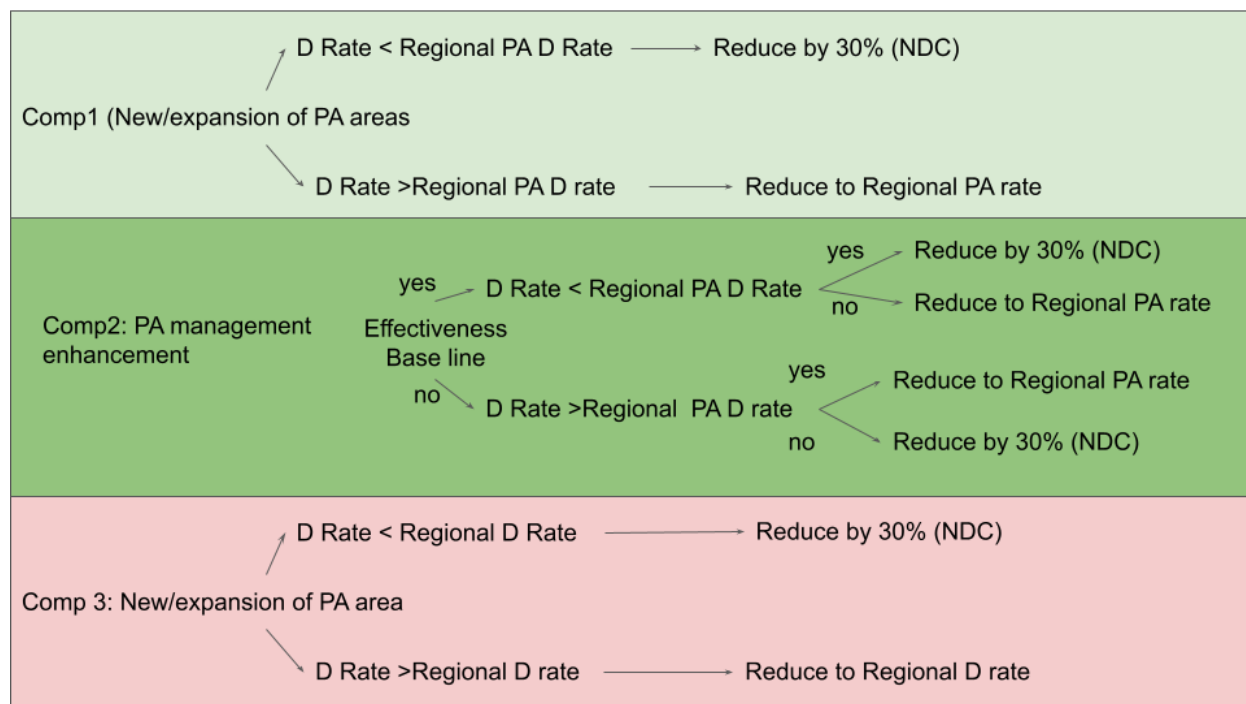 D Rate < Regional PA D Rate
Reduce by 30% (NDC)
Comp1 (New/expansion of PA areas
D Rate >Regional PA D rate
Reduce to Regional PA rate
yes
Reduce by 30% (NDC)
yes
D Rate < Regional PA D Rate
no
Reduce to Regional PA rate
Comp2: PA management
enhancement
Effectiveness
Base line
yes
Reduce to Regional PA rate
no
D Rate >Regional  PA D rate
no
Reduce by 30% (NDC)
D Rate < Regional D Rate
Reduce by 30% (NDC)
Comp 3: New/expansion of PA area
D Rate >Regional D rate
Reduce to Regional D rate